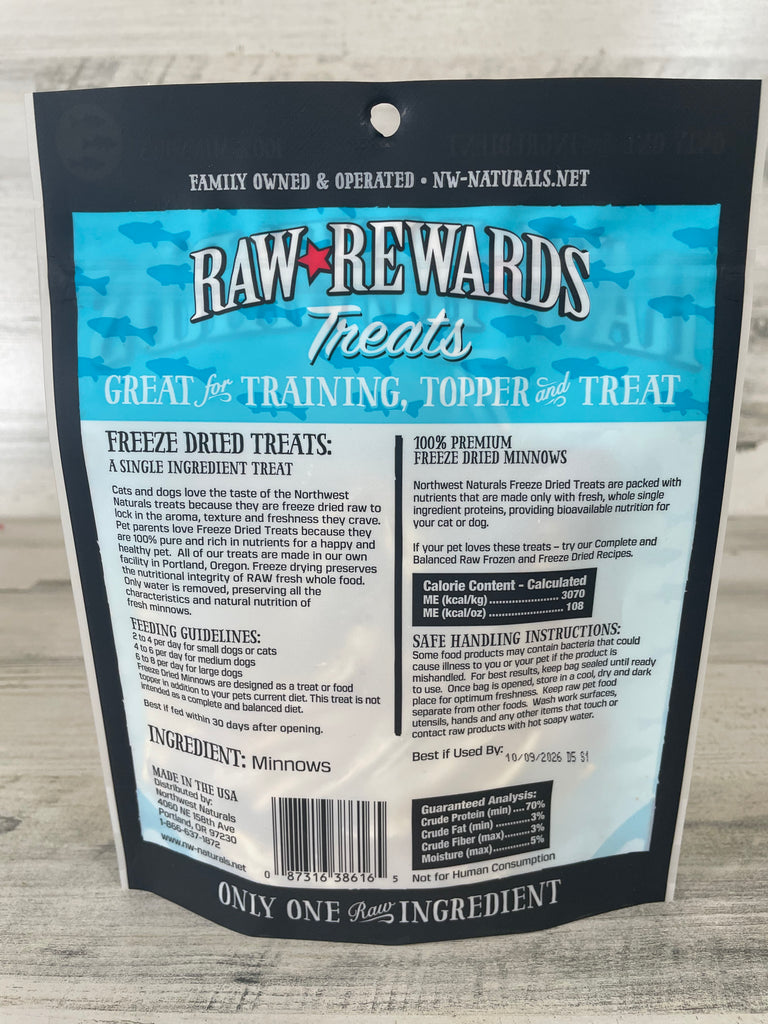 FAMILY OWNED & OPERATED • NW-NATURALS.NET
RAW★REWARDS
Treats
GREAT for TRAINING, TOPPER and TREAT
FREEZE DRIED TREATS:
A SINGLE INGREDIENT TREAT
Cats and dogs love the taste of the Northwest
Naturals treats because they are freeze dried raw to
lock in the aroma, texture and freshness they crave.
Pet parents love Freeze Dried Treats because they
are 100% pure and rich in nutrients for a happy and
healthy pet. All of our treats are made in our own
facility in Portland, Oregon. Freeze drying preserves
the nutritional integrity of RAW fresh whole food.
Only water is removed, preserving all the
characteristics and natural nutrition of
fresh minnows.
FEEDING GUIDELINES:
2 to 4 per day for small dogs or cats
4 to 6 per day for medium dogs
6 to 8 per day for large dogs
Freeze Dried Minnows are designed as a treat or food
topper in addition to your pets current diet. This treat is not
intended as a complete and balanced diet.
Best if fed within 30 days after opening.
INGREDIENT: Minnows
MADE IN THE USA
Distributed by:
Northwest Naturals
4060 NE 158th Ave
Portland, OR 97230
1-866-637-1872
www.nw-naturals.net
0 87316 38616 5
100% PREMIUM
FREEZE DRIED MINNOWS
Northwest Naturals Freeze Dried Treats are packed with
nutrients that are made only with fresh, whole single
ingredient proteins, providing bioavailable nutrition for
your cat or dog.
If your pet loves these treats – try our Complete and
Balanced Raw Frozen and Freeze Dried Recipes.
Calorie Content - Calculated
ME (kcal/kg) ........................ 3070
ME (kcal/oz) ........................ 108
SAFE HANDLING INSTRUCTIONS:
Some food products may contain bacteria that could
cause illness to you or your pet if the product is
mishandled. For best results, keep bag sealed until ready
to use. Once bag is opened, store in a cool, dry and dark
place for optimum freshness. Keep raw pet food
separate from other foods. Wash work surfaces,
utensils, hands and any other items that touch or
contact raw products with hot soapy water.
Best if Used By: 10/09/2026 D5 S1
Guaranteed Analysis:
Crude Protein (min) .... 70%
Crude Fat (min) ........... 3%
Crude Fiber (max) ........ 3%
Moisture (max) ............ 5%
Not for Human Consumption
ONLY ONE Raw INGREDIENT